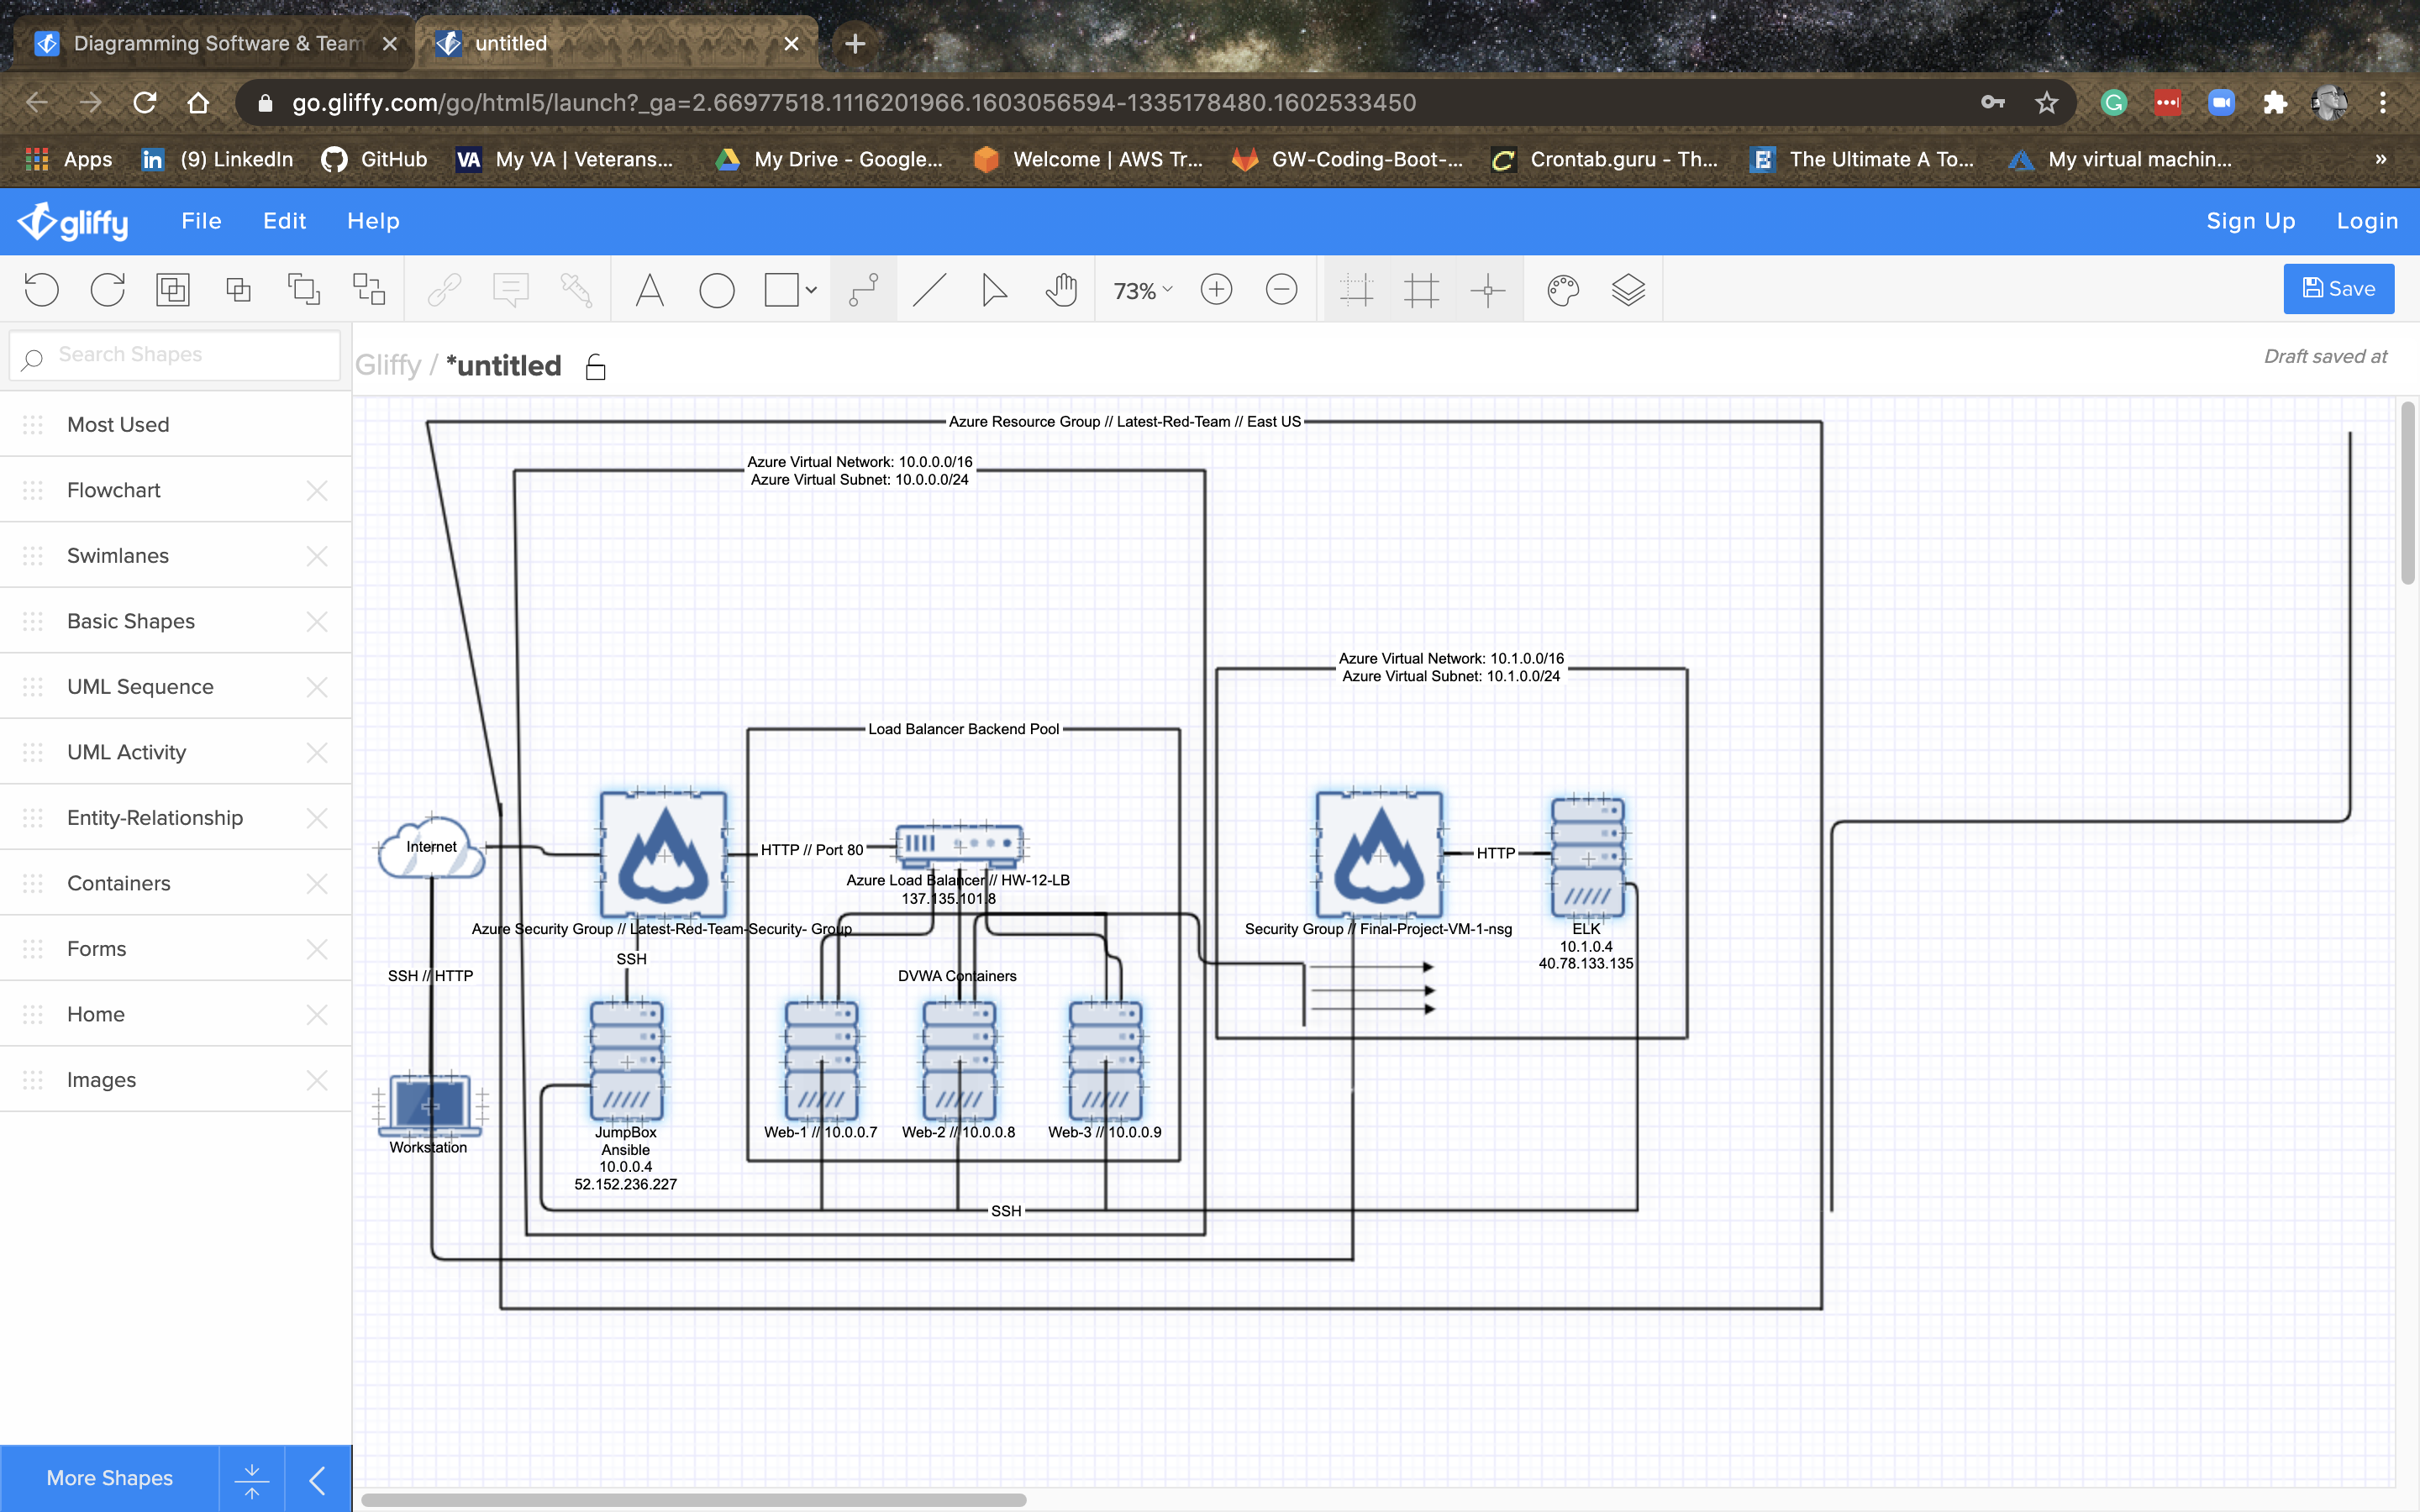 Diagramming Software & Team
untitled
go.gliffy.com/go/html5/launch?_ga=2.66977518.1116201966.1603056594-1335178480.1602533450
Apps
(9) LinkedIn
GitHub
VA My VA | Veterans...
My Drive - Google...
Welcome | AWS Tr...
GW-Coding-Boot-...
Crontab.guru - Th...
The Ultimate A To...
My virtual machin...
»
gliffy
File
Edit
Help
Sign Up
Login
73%
Save
Search Shapes
Gliffy / *untitled
Draft saved at
Most Used
Flowchart
Swimlanes
Basic Shapes
UML Sequence
UML Activity
Entity-Relationship
Containers
Forms
Home
Images
More Shapes
Azure Resource Group // Latest-Red-Team // East US
Azure Virtual Network: 10.0.0.0/16
Azure Virtual Subnet: 10.0.0.0/24
Azure Virtual Network: 10.1.0.0/16
Azure Virtual Subnet: 10.1.0.0/24
Load Balancer Backend Pool
Internet
HTTP // Port 80
HTTP
Azure Load Balancer // HW-12-LB
137.135.101.8
Azure Security Group // Latest-Red-Team-Security- Group
Security Group // Final-Project-VM-1-nsg
ELK
10.1.0.4
40.78.133.135
SSH
SSH // HTTP
DVWA Containers
Workstation
JumpBox
Ansible
10.0.0.4
52.152.236.227
Web-1 // 10.0.0.7
Web-2 // 10.0.0.8
Web-3 // 10.0.0.9
SSH